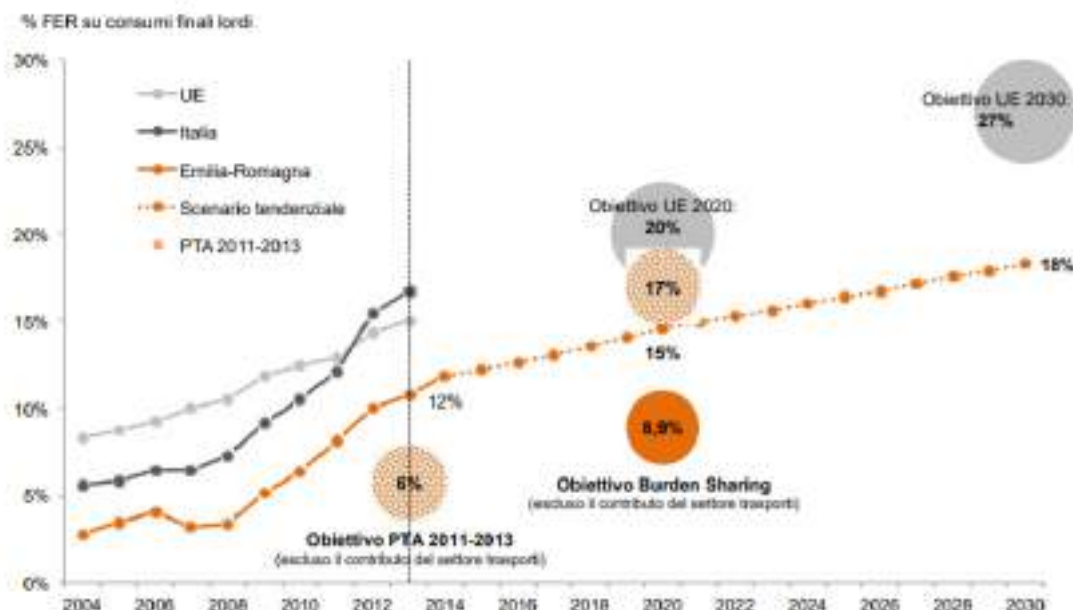 % FER su consumi finali lordi
30%
25%
20%
15%
10%
5%
0%
UE
Italia
Emilia-Romagna
Scenario tendenziale
PTA 2011-2013
Obiettivo UE 2030:
27%
Obiettivo UE 2020:
20%
17%
18%
15%
12%
8,9%
6%
Obiettivo Burden Sharing
(escluso il contributo del settore trasporti)
Obiettivo PTA 2011-2013
(escluso il contributo del settore trasporti)
2004 2006 2008 2010 2012 2014 2016 2018 2020 2022 2024 2026 2028 2030